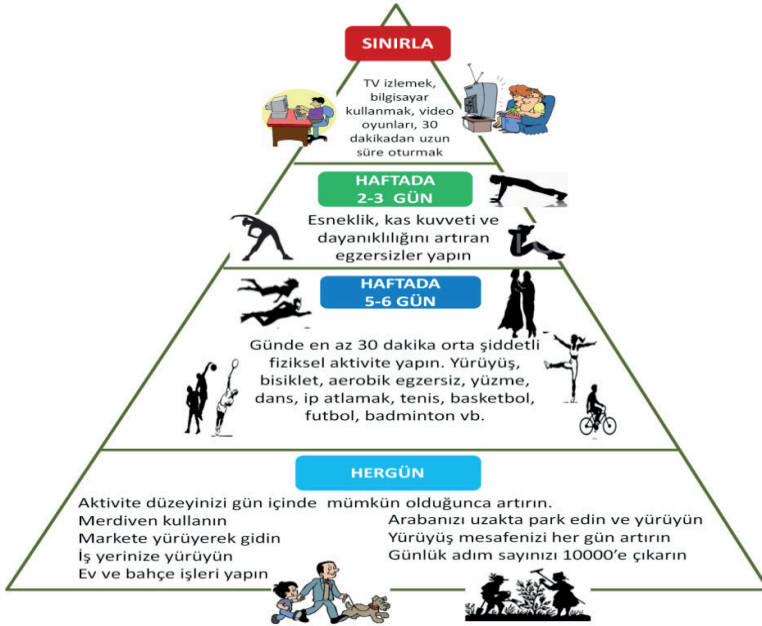 SINIRLA
TV izlemek,
bilgisayar
kullanmak, video
oyunları, 30
dakikadan uzun
süre oturmak
HAFTADA
2-3 GÜN
Esneklik, kas kuvveti ve
dayanıklılığını artıran
egzersizler yapın
HAFTADA
5-6 GÜN
Günde en az 30 dakika orta şiddetli
fiziksel aktivite yapın. Yürüyüş,
bisiklet, aerobik egzersiz, yüzme,
dans, ip atlamak, tenis, basketbol,
futbol, badminton vb.
HERGÜN
Aktivite düzeyinizi gün içinde mümkün olduğunca artırın.
Merdiven kullanın
Markete yürüyerek gidin
İş yerinize yürüyün
Ev ve bahçe işleri yapın
Arabanızı uzakta park edin ve yürüyün
Yürüyüş mesafenizi her gün artırın
Günlük adım sayınızı 10000'e çıkarın